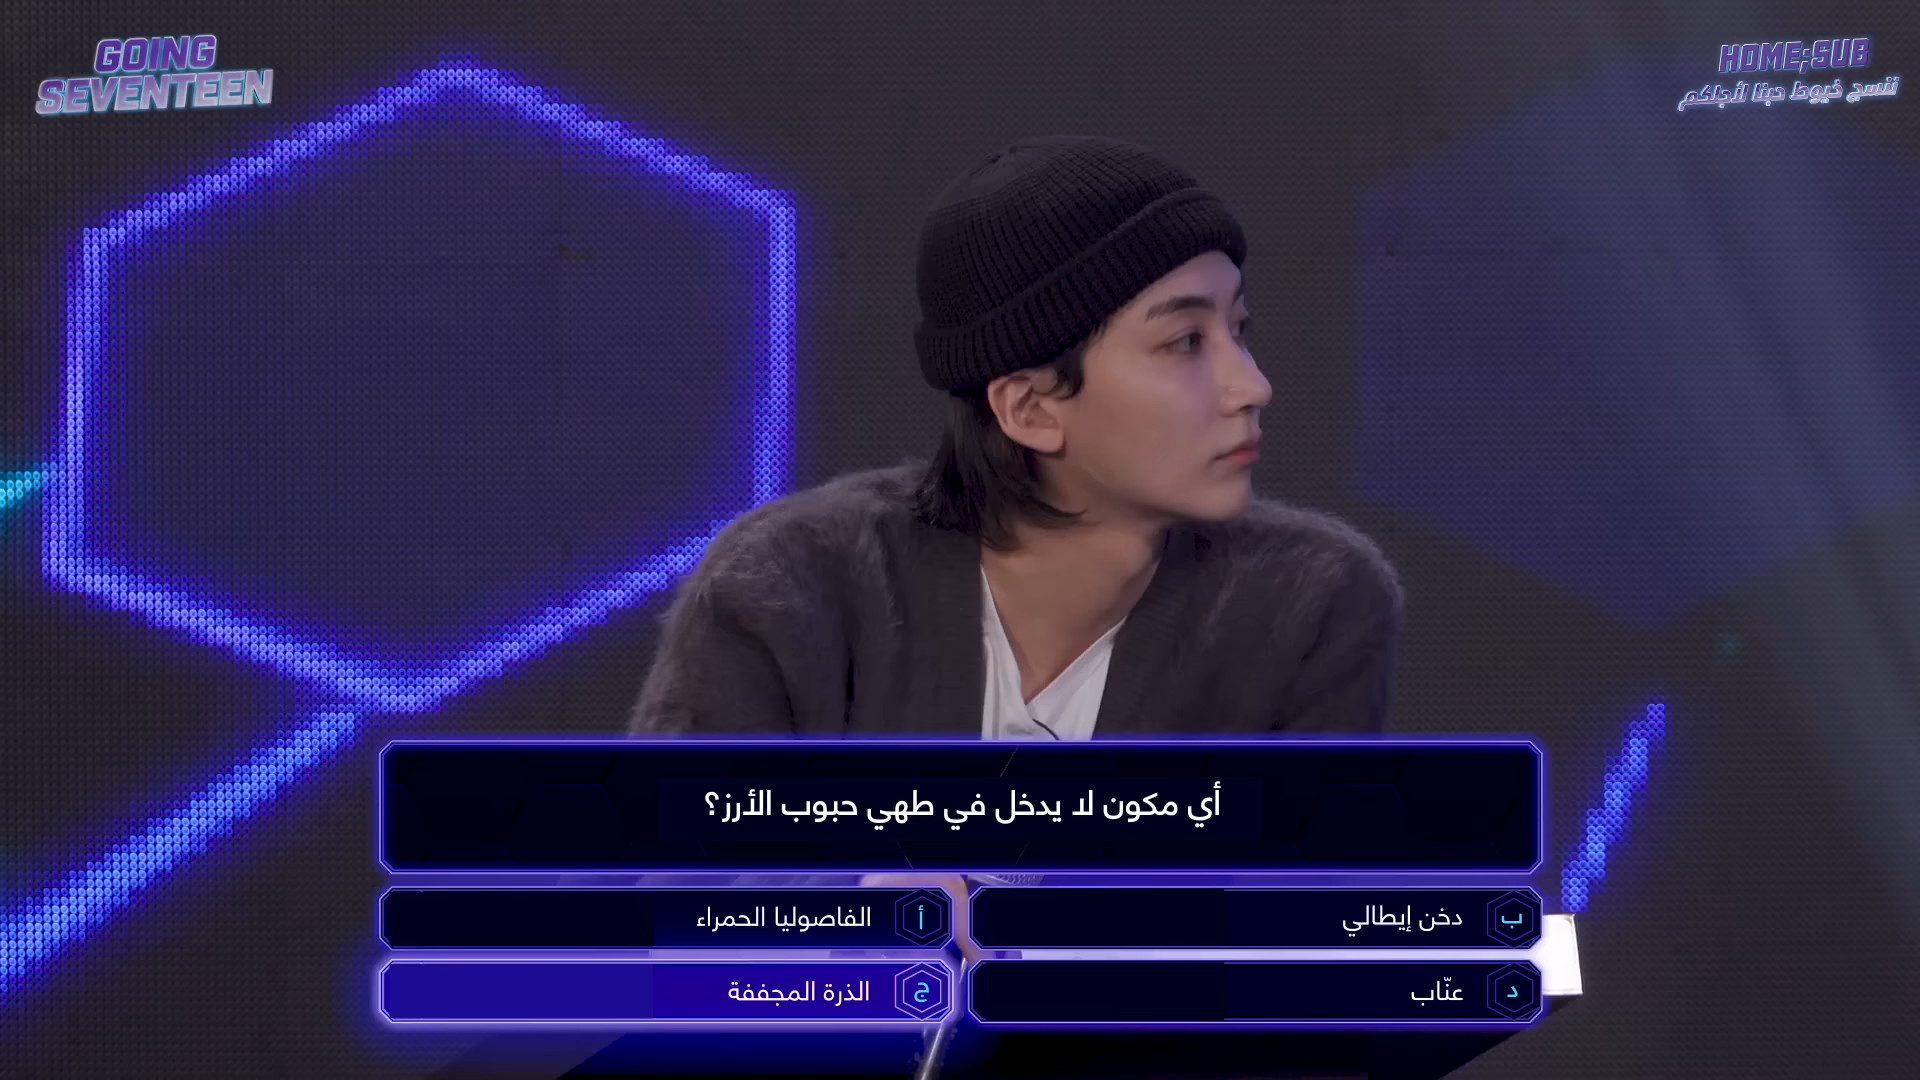 GOING
SEVENTEEN
HOME;SUB
ننسج خيوط حبنا لأجلكم
أي مكون لا يدخل في طهي حبوب الأرز؟
أ الفاصوليا الحمراء
ب دخن إيطالي
ج الذرة المجففة
د عنّاب